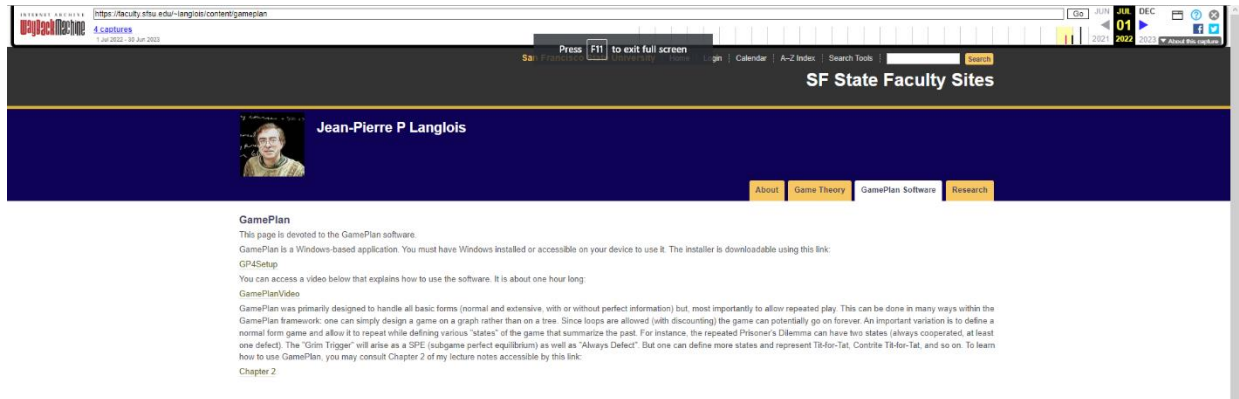 INTERNET ARCHIVE https://faculty.sfsu.edu/~langlois/content/gameplan Go JUN JUL DEC
WayBackMachine 4 captures 01
1 Jul 2022 - 30 Jun 2023 2021 2022 2023 ▼ About this capture
Press F11 to exit full screen
San Francisco State University Home Login | Calendar | A-Z Index | Search Tools | Search
SF State Faculty Sites
Jean-Pierre P Langlois
About Game Theory GamePlan Software Research
GamePlan
This page is devoted to the GamePlan software.
GamePlan is a Windows-based application. You must have Windows installed or accessible on your device to use it. The installer is downloadable using this link:
GP4Setup
You can access a video below that explains how to use the software. It is about one hour long:
GamePlanVideo
GamePlan was primarily designed to handle all basic forms (normal and extensive, with or without perfect information) but, most importantly to allow repeated play. This can be done in many ways within the
GamePlan framework: one can simply design a game on a graph rather than on a tree. Since loops are allowed (with discounting) the game can potentially go on forever. An important variation is to define a
normal form game and allow it to repeat while defining various "states" of the game that summarize the past. For instance, the repeated Prisoner's Dilemma can have two states (always cooperated, at least
one defect). The "Grim Trigger" will arise as a SPE (subgame perfect equilibrium) as well as "Always Defect". But one can define more states and represent Tit-for-Tat, Contrite Tit-for-Tat, and so on. To learn
how to use GamePlan, you may consult Chapter 2 of my lecture notes accessible by this link:
Chapter 2